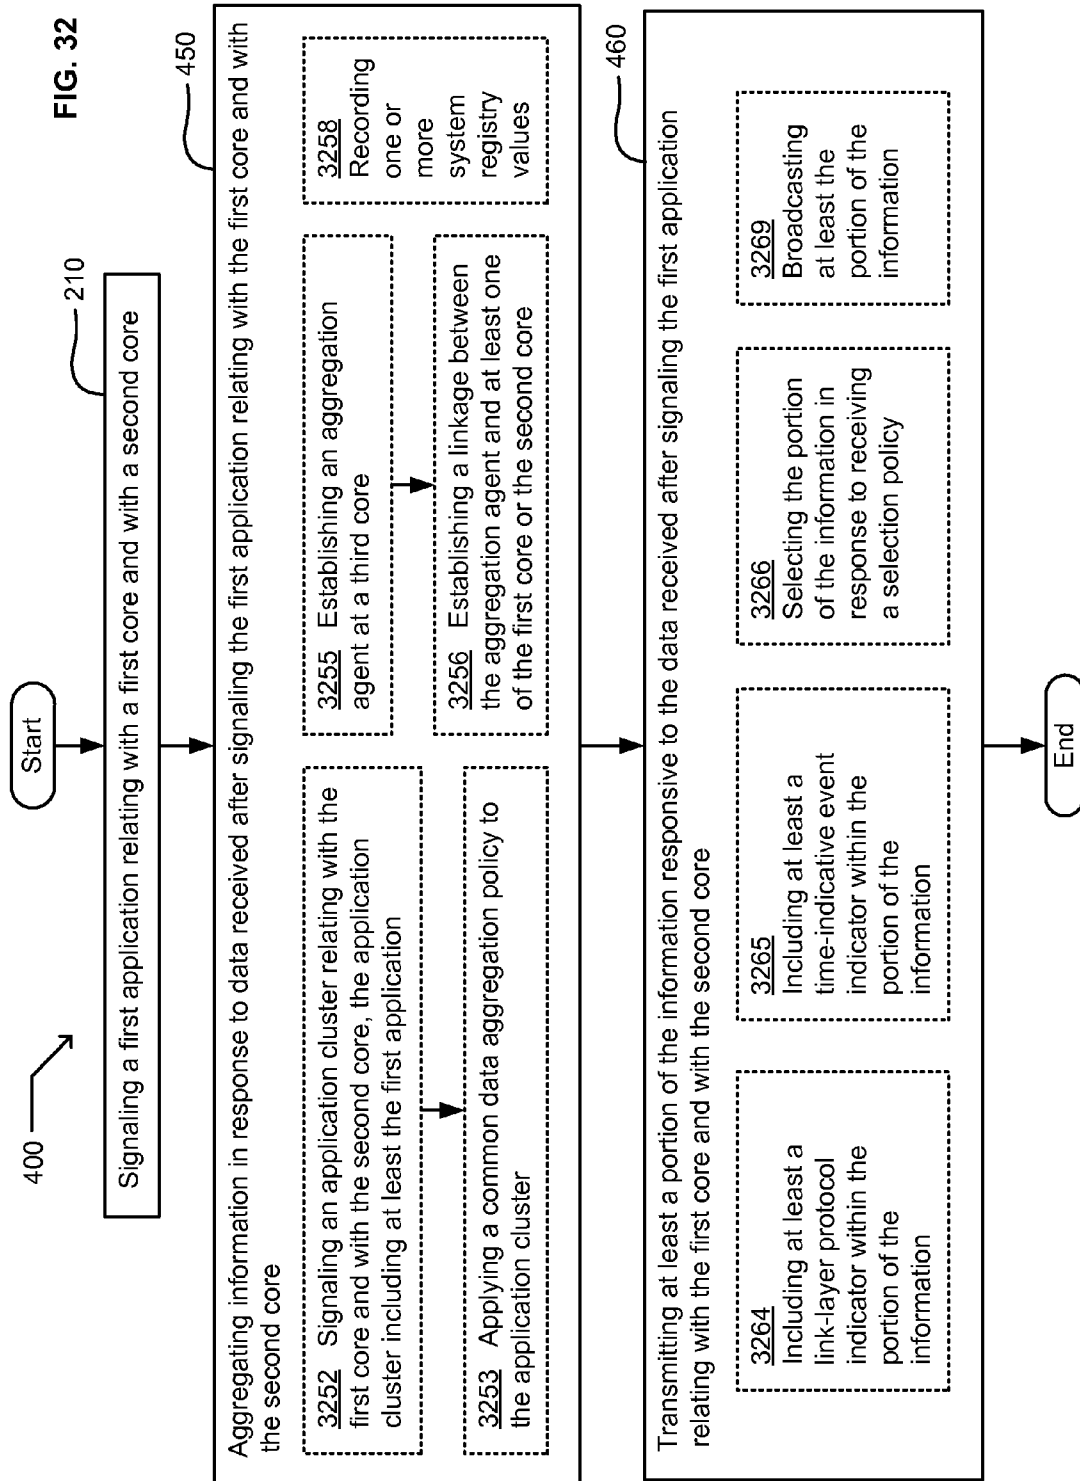 FIG. 32
400
Start
210
Signaling a first application relating with a first core and with a second core
450
Aggregating information in response to data received after signaling the first application relating with the first core and with
the second core
3252 Signaling an application cluster relating with the
first core and with the second core, the application
cluster including at least the first application
3253 Applying a common data aggregation policy to
the application cluster
3255 Establishing an aggregation
agent at a third core
3256 Establishing a linkage between
the aggregation agent and at least one
of the first core or the second core
3258
Recording
one or
more
system
registry
values
460
Transmitting at least a portion of the information responsive to the data received after signaling the first application
relating with the first core and with the second core
3264
Including at least a
link-layer protocol
indicator within the
portion of the
information
3265
Including at least a
time-indicative event
indicator within the
portion of the
information
3266
Selecting the portion
of the information in
response to receiving
a selection policy
3269
Broadcasting
at least the
portion of the
information
End